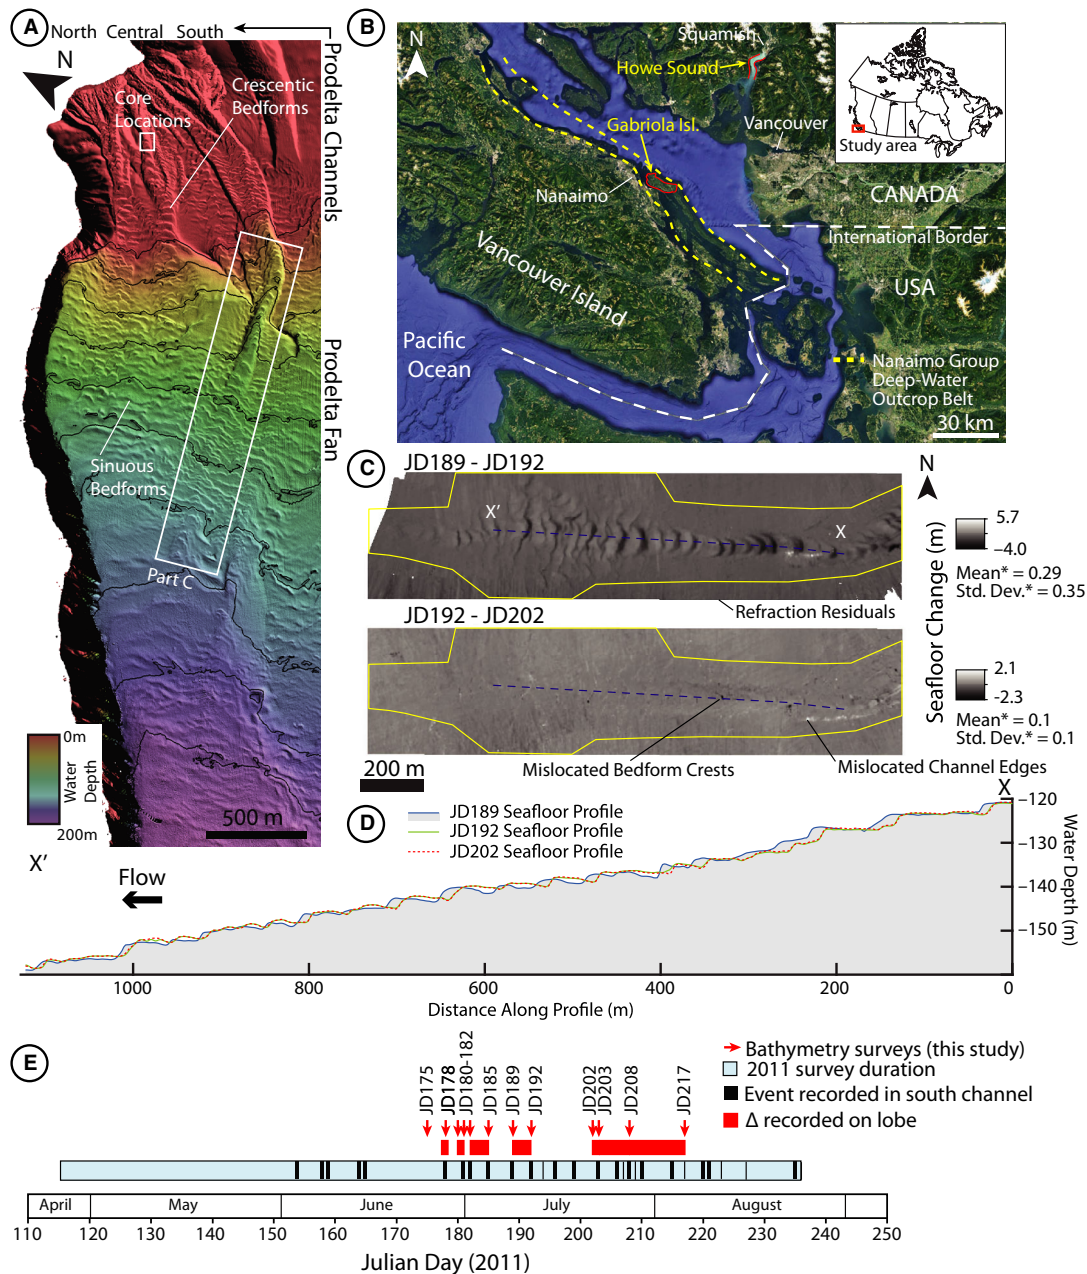 A
North Central South
N
Core
Locations
Crescentic
Bedforms
Prodelta Channels
Prodelta Fan
Sinuous
Bedforms
Part C
0m
Water
Depth
200m
500 m
B
N
Squamish
Howe Sound
Gabriola Isl.
Vancouver
Nanaimo
Study area
CANADA
International Border
USA
Vancouver Island
Pacific
Ocean
Nanaimo Group
Deep-Water
Outcrop Belt
30 km
C
JD189 - JD192
N
X'
X
5.7
−4.0
Mean* = 0.29
Std. Dev.* = 0.35
Refraction Residuals
Seafloor Change (m)
JD192 - JD202
2.1
-2.3
Mean* = 0.1
Std. Dev.* = 0.1
Mislocated Bedform Crests
Mislocated Channel Edges
200 m
D
JD189 Seafloor Profile
JD192 Seafloor Profile
JD202 Seafloor Profile
X
X'
Flow
−120
−130
−140
−150
Water Depth (m)
1000 800 600 400 200 0
Distance Along Profile (m)
E
JD175
JD178
JD180-182
JD185
JD189
JD192
JD202
JD203
JD208
JD217
Bathymetry surveys (this study)
2011 survey duration
Event recorded in south channel
Δ recorded on lobe
April May June July August
110 120 130 140 150 160 170 180 190 200 210 220 230 240 250
Julian Day (2011)